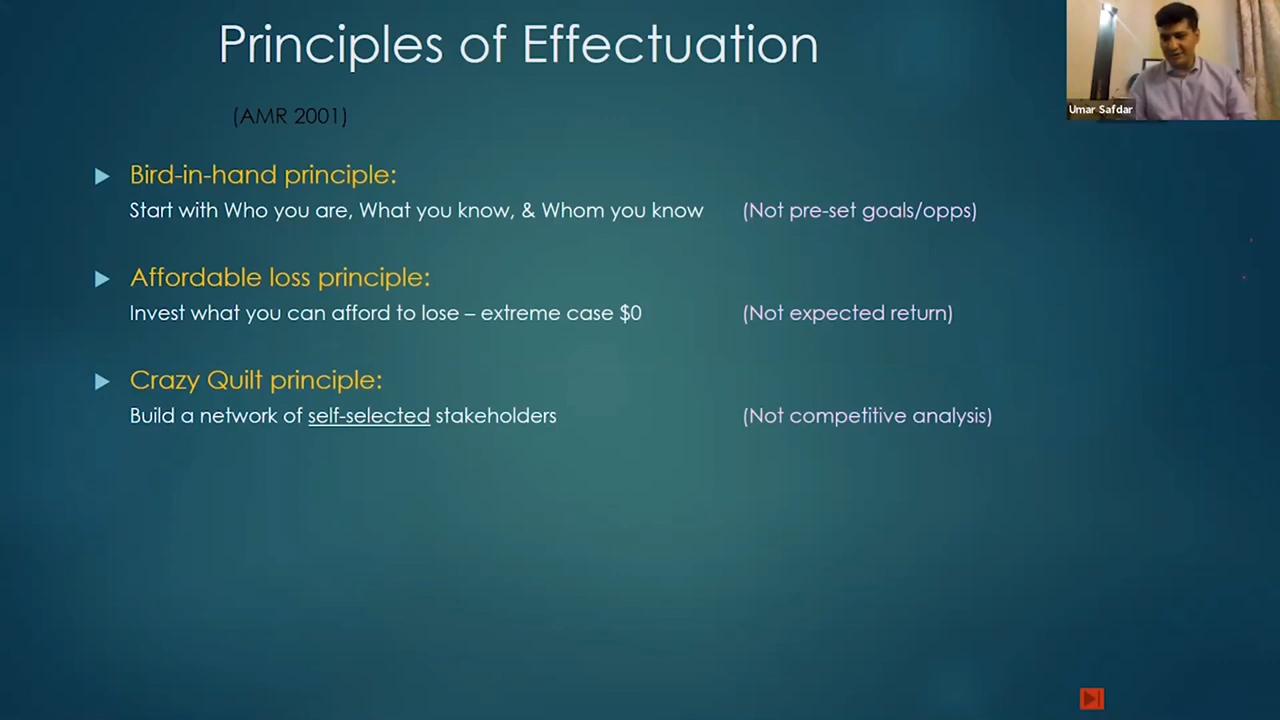 Principles of Effectuation
Umar Safdar
(AMR 2001)
Bird-in-hand principle:
Start with Who you are, What you know, & Whom you know (Not pre-set goals/opps)
Affordable loss principle:
Invest what you can afford to lose – extreme case $0 (Not expected return)
Crazy Quilt principle:
Build a network of self-selected stakeholders (Not competitive analysis)